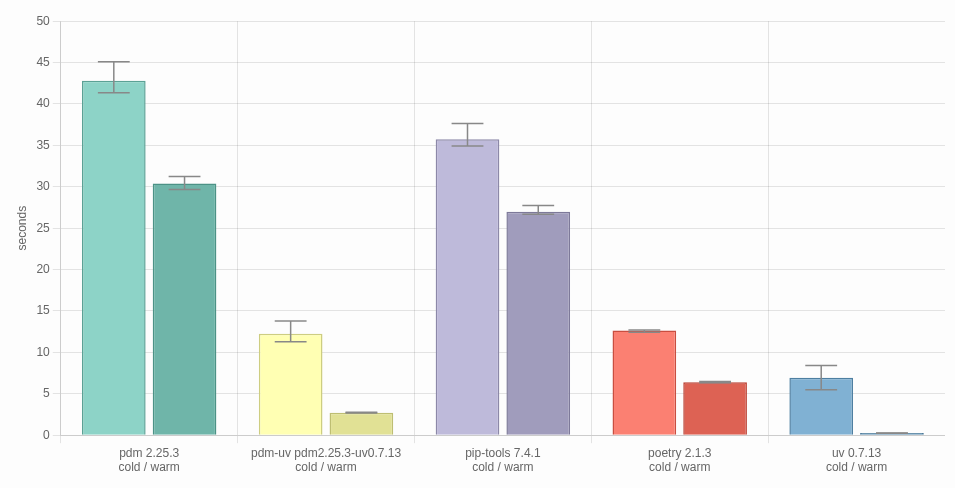 50
45
40
35
30
25
20
15
10
5
0
seconds
pdm 2.25.3
cold / warm
pdm-uv pdm2.25.3-uv0.7.13
cold / warm
pip-tools 7.4.1
cold / warm
poetry 2.1.3
cold / warm
uv 0.7.13
cold / warm